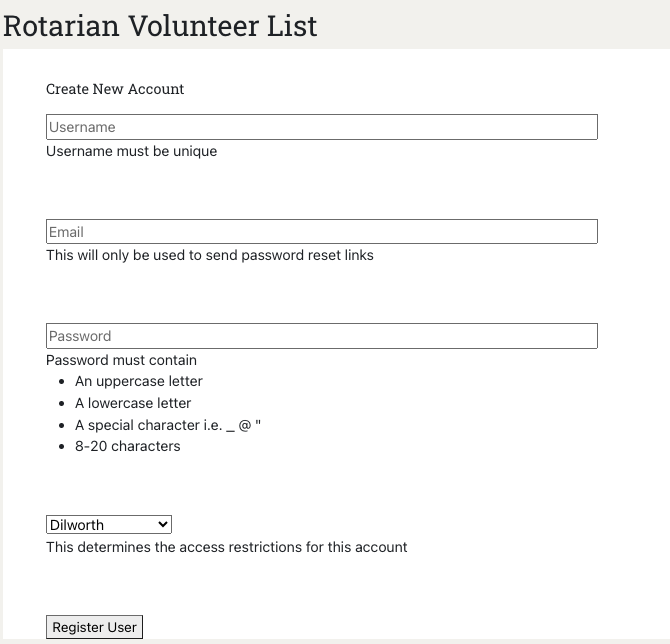 Rotarian Volunteer List
Create New Account
Username
Username must be unique
Email
This will only be used to send password reset links
Password
Password must contain
• An uppercase letter
• A lowercase letter
• A special character i.e. _ @ "
• 8-20 characters
Dilworth
This determines the access restrictions for this account
Register User